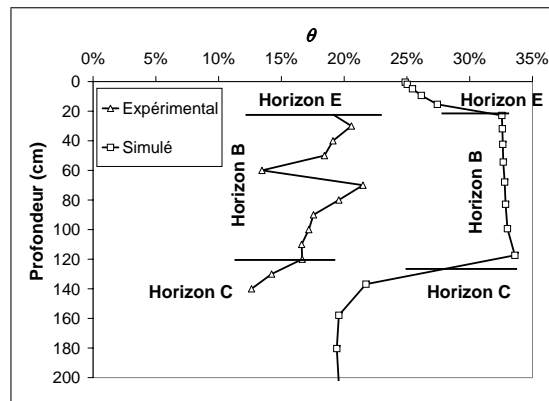 θ
0% 5% 10% 15% 20% 25% 30% 35%
0
20
40
60
80
100
120
140
160
180
200
Profondeur (cm)
Expérimental
Simulé
Horizon E
Horizon E
Horizon B
Horizon B
Horizon C
Horizon C